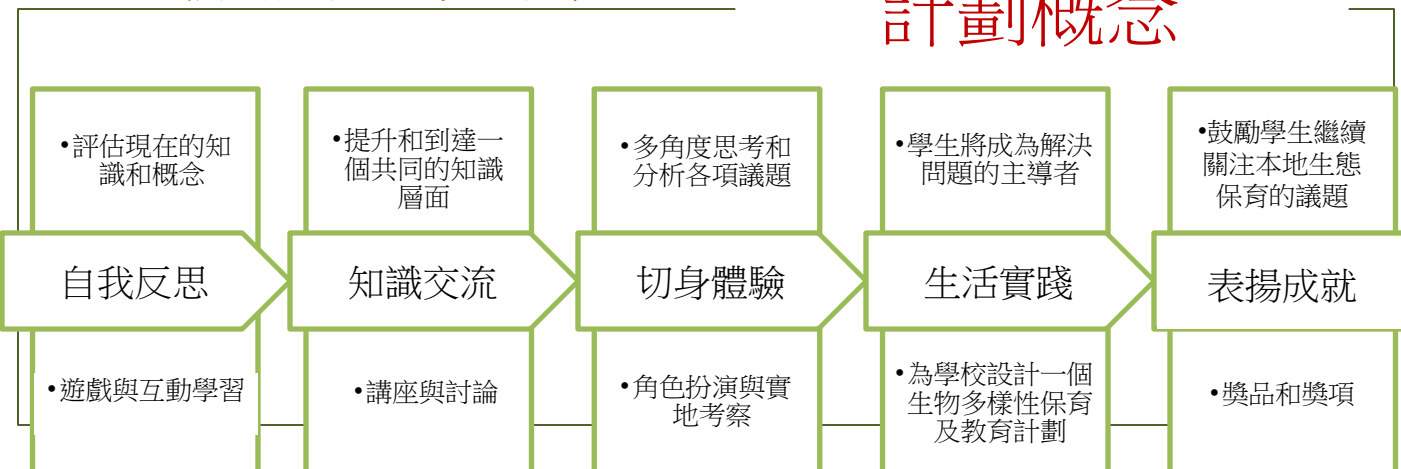 計劃概念
•評估現在的知
識和概念
•提升和到達一
個共同的知識
層面
•多角度思考和
分析各項議題
•學生將成為解決
問題的主導者
•鼓勵學生繼續
關注本地生態
保育的議題
自我反思
知識交流
切身體驗
生活實踐
表揚成就
•遊戲與互動學習
•講座與討論
•角色扮演與實
地考察
•為學校設計一個
生物多樣性保育
及教育計劃
•獎品和獎項